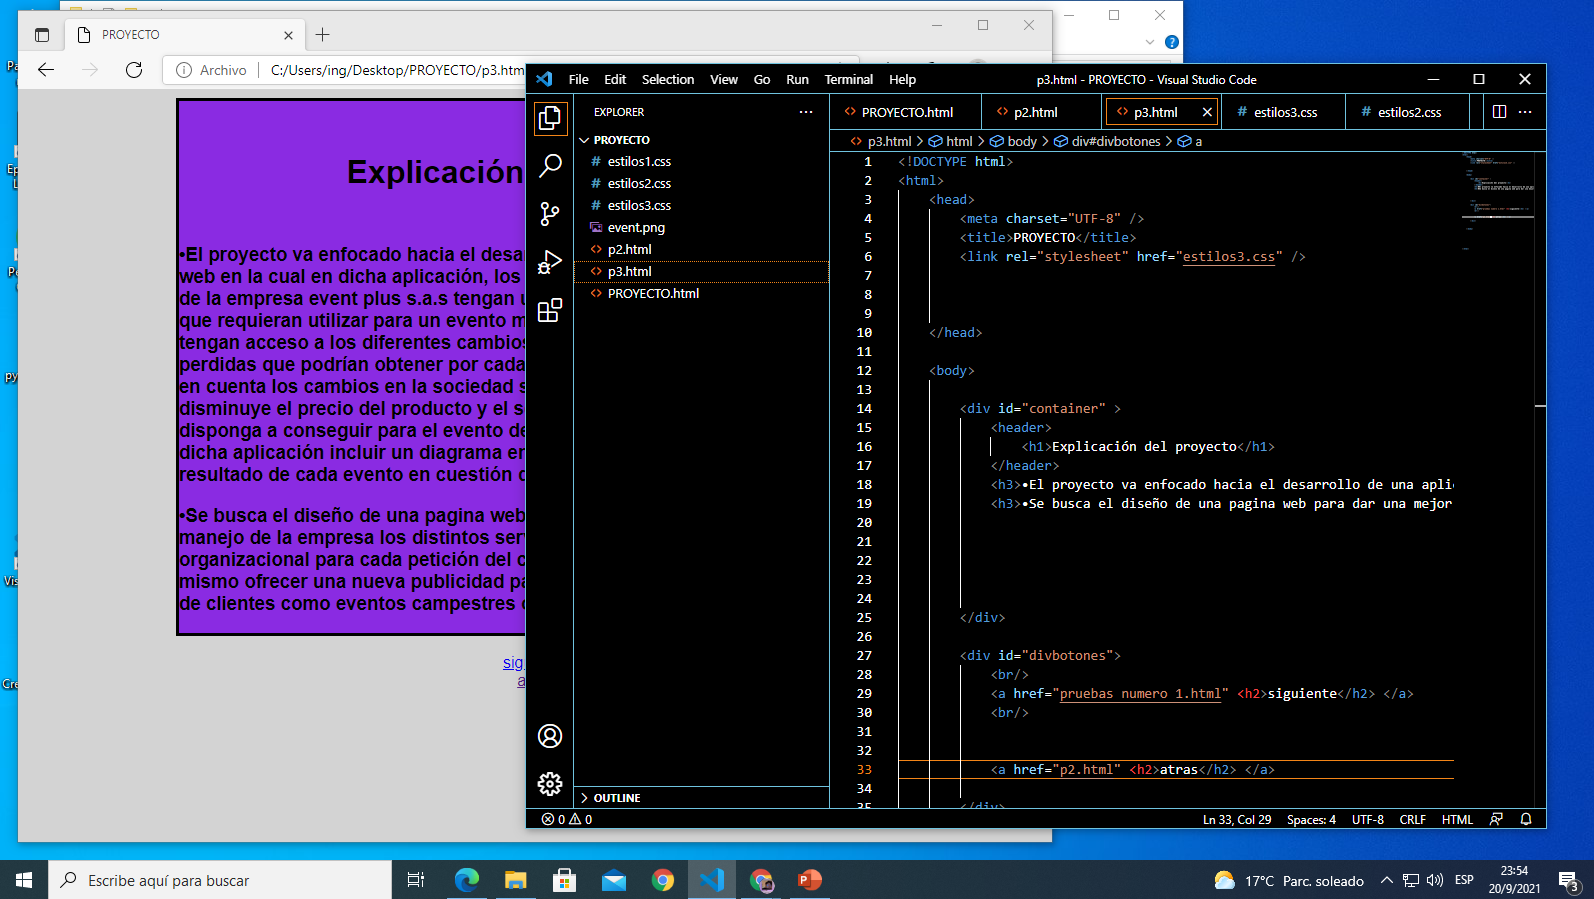 PROYECTO
Archivo
C:/Users/ing/Desktop/PROYECTO/p3.htm
Explicación
•El proyecto va enfocado hacia el desa
web en la cual en dicha aplicación, los
de la empresa event plus s.a.s tengan
que requieran utilizar para un evento
tengan acceso a los diferentes cambios
perdidas que podrían obtener por cada
en cuenta los cambios en la sociedad
disminuye el precio del producto y el
disponga a conseguir para el evento
dicha aplicación incluir un diagrama
resultado de cada evento en cuestión
•Se busca el diseño de una pagina web
manejo de la empresa los distintos
organizacional para cada petición del
mismo ofrecer una nueva publicidad
de clientes como eventos campestres
sig
a
File Edit Selection View Go Run Terminal Help
p3.html - PROYECTO - Visual Studio Code
EXPLORER
PROYECTO
# estilos1.css
# estilos2.css
# estilos3.css
event.png
<> p2.html
<> p3.html
<> PROYECTO.html
OUTLINE
<> PROYECTO.html <> p2.html <> p3.html # estilos3.css # estilos2.css
<> p3.html > html > body > div#divbotones > a
1 <!DOCTYPE html>
2 <html>
3 <head>
4 <meta charset="UTF-8" />
5 <title>PROYECTO</title>
6 <link rel="stylesheet" href="estilos3.css" />
7
8
9
10 </head>
11
12 <body>
13
14 <div id="container" >
15 <header>
16 <h1>Explicación del proyecto</h1>
17 </header>
18 <h3>•El proyecto va enfocado hacia el desarrollo de una apli
19 <h3>•Se busca el diseño de una pagina web para dar una mejor
20
21
22
23
24
25 </div>
26
27 <div id="divbotones">
28 <br/>
29 <a href="pruebas numero 1.html" <h2>siguiente</h2> </a>
30 <br/>
31
32
33 <a href="p2.html" <h2>atras</h2> </a>
34
35 </div>
0 0
Ln 33, Col 29 Spaces: 4 UTF-8 CRLF HTML
Escribe aquí para buscar
17°C Parc. soleado
ESP
23:54
20/9/2021
3